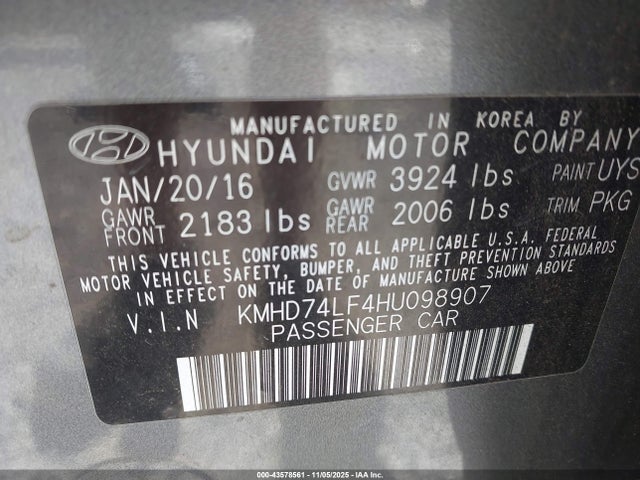 MANUFACTURED IN KOREA BY
HYUNDAI MOTOR COMPANY
JAN/20/16 GVWR 3924 lbs PAINT UYS
GAWR FRONT 2183 lbs GAWR REAR 2006 lbs TRIM PKG
THIS VEHICLE CONFORMS TO ALL APPLICABLE U.S.A. FEDERAL
MOTOR VEHICLE SAFETY, BUMPER, AND THEFT PREVENTION STANDARDS
IN EFFECT ON THE DATE OF MANUFACTURE SHOWN ABOVE
V.I.N KMHD74LF4HU098907
PASSENGER CAR
000-43578561 - 11/05/2025 - IAA Inc.